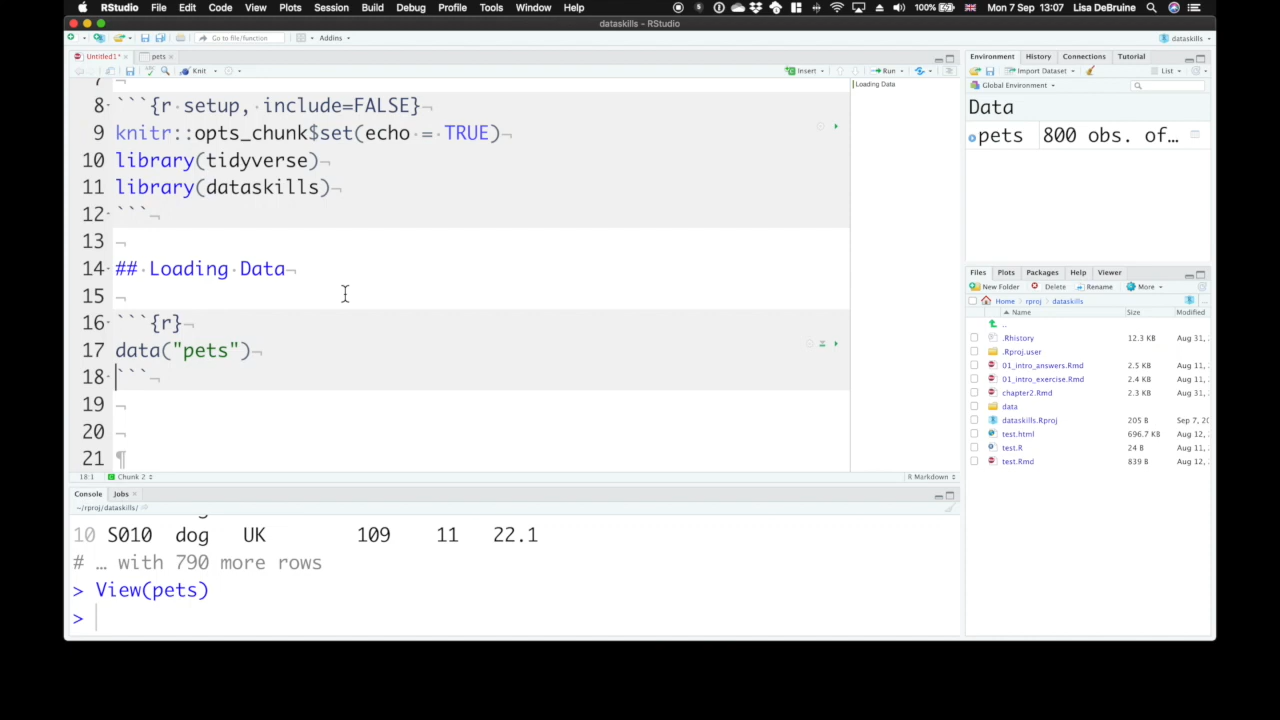 RStudio File Edit Code View Plots Session Build Debug Profile Tools Window Help 100% Mon 7 Sep 13:07 Lisa DeBruine
dataskills - RStudio
Go to file/function Addins dataskills
Untitled1* pets
Knit Insert Run
7
8 ```{r setup, include=FALSE}
9 knitr::opts_chunk$set(echo = TRUE)
10 library(tidyverse)
11 library(dataskills)
12 ```
13
14 ## Loading Data
15
16 ```{r}
17 data("pets")
18 ```
19
20
21
Loading Data
18:1 Chunk 2 R Markdown
Console Jobs
~/rproj/dataskills/
10 S010 dog UK 109 11 22.1
# … with 790 more rows
> View(pets)
>
Environment History Connections Tutorial
Import Dataset List
Global Environment
Data
pets 800 obs. of…
Files Plots Packages Help Viewer
New Folder Delete Rename More
Home rproj dataskills
Name Size Modified
..
.Rhistory 12.3 KB Aug 31,
.Rproj.user
01_intro_answers.Rmd 2.5 KB Aug 11,
01_intro_exercise.Rmd 2.4 KB Aug 11,
chapter2.Rmd 2.3 KB Aug 31,
data
dataskills.Rproj 205 B Sep 7, 20
test.html 696.7 KB Aug 12,
test.R 24 B Aug 11,
test.Rmd 839 B Aug 12,